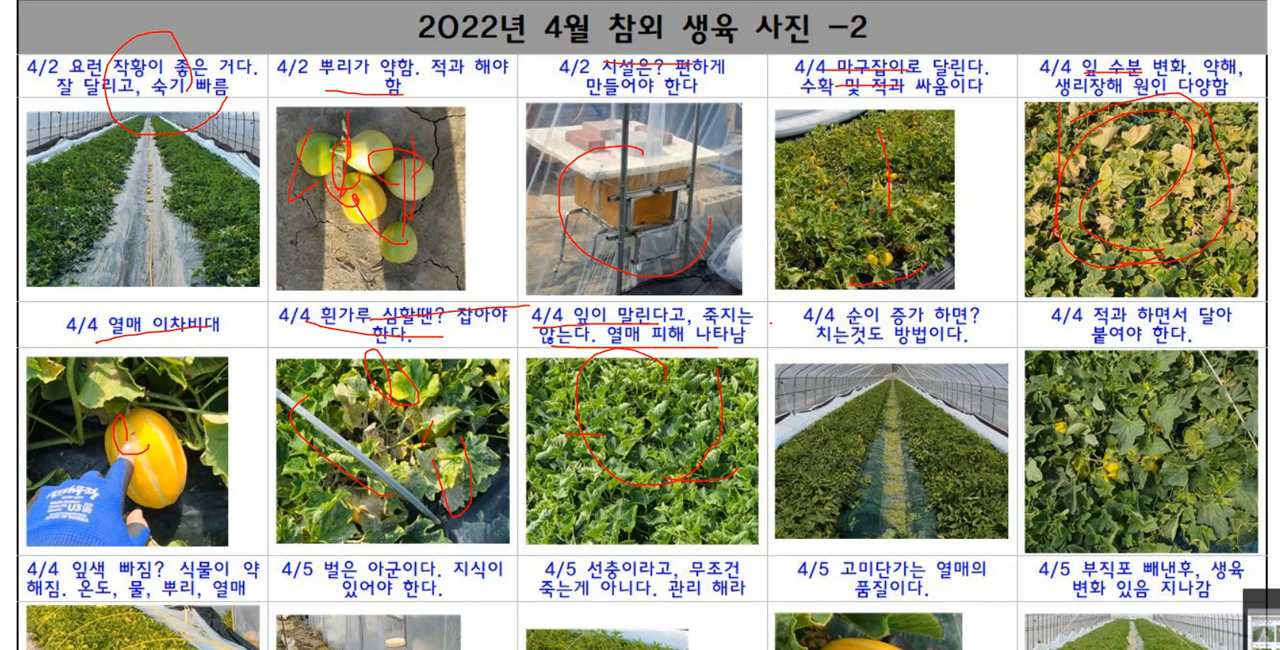 2022년 4월 참외 생육 사진 -2
4/2 요런 작황이 좋은 거다.
잘 달리고, 숙기 빠름
4/2 뿌리가 약함. 적과 해야
함
4/2 시설은? 편하게
만들어야 한다
4/4 마구잡이로 달린다.
수확 및 적과 싸움이다
4/4 잎 수분 변화. 약해,
생리장해 원인 다양함
4/4 열매 이차비대
4/4 흰가루 심할땐? 잡아야
한다.
4/4 잎이 말린다고, 죽지는
않는다. 열매 피해 나타남
4/4 순이 증가 하면?
치는것도 방법이다.
4/4 적과 하면서 달아
붙여야 한다.
4/4 잎색 빠짐? 식물이 약
해짐. 온도, 물, 뿌리, 열매
4/5 벌은 아군이다. 지식이
있어야 한다.
4/5 선충이라고, 무조건
죽는게 아니다. 관리 해라
4/5 고미단가는 열매의
품질이다.
4/5 부직포 빼낸후, 생육
변화 있음 지나감